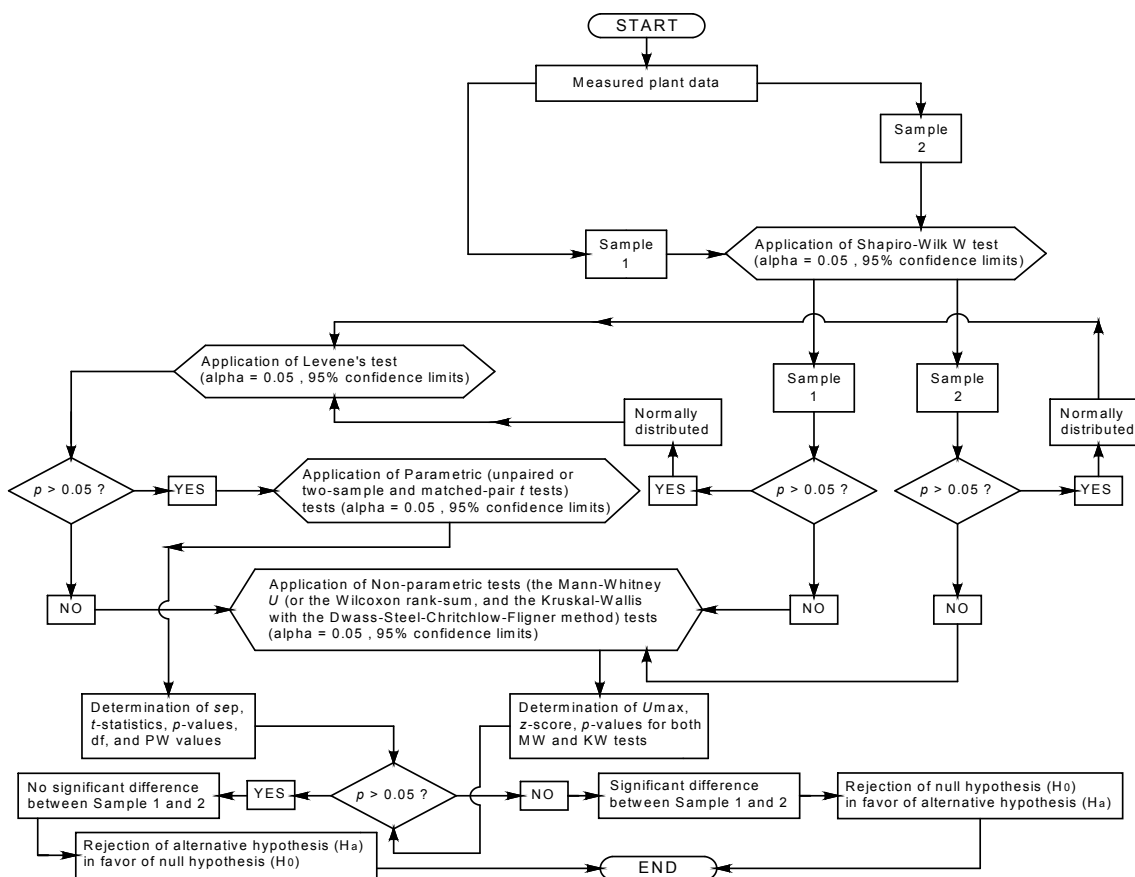 START
Measured plant data
Sample
2
Sample
1
Application of Shapiro-Wilk W test
(alpha = 0.05 , 95% confidence limits)
Application of Levene's test
(alpha = 0.05 , 95% confidence limits)
Sample
1
Sample
2
Normally
distributed
Normally
distributed
p > 0.05 ?
YES
Application of Parametric (unpaired or
two-sample and matched-pair t tests)
tests (alpha = 0.05 , 95% confidence limits)
YES
p > 0.05 ?
p > 0.05 ?
YES
NO
Application of Non-parametric tests (the Mann-Whitney
U (or the Wilcoxon rank-sum, and the Kruskal-Wallis
with the Dwass-Steel-Chritchlow-Fligner method) tests
(alpha = 0.05 , 95% confidence limits)
NO
NO
Determination of sep,
t-statistics, p-values,
df, and PW values
Determination of Umax,
z-score, p-values for both
MW and KW tests
No significant difference
between Sample 1 and 2
YES
p > 0.05 ?
NO
Significant difference
between Sample 1 and 2
Rejection of null hypothesis (H0)
in favor of alternative hypothesis (Ha)
Rejection of alternative hypothesis (Ha)
in favor of null hypothesis (H0)
END